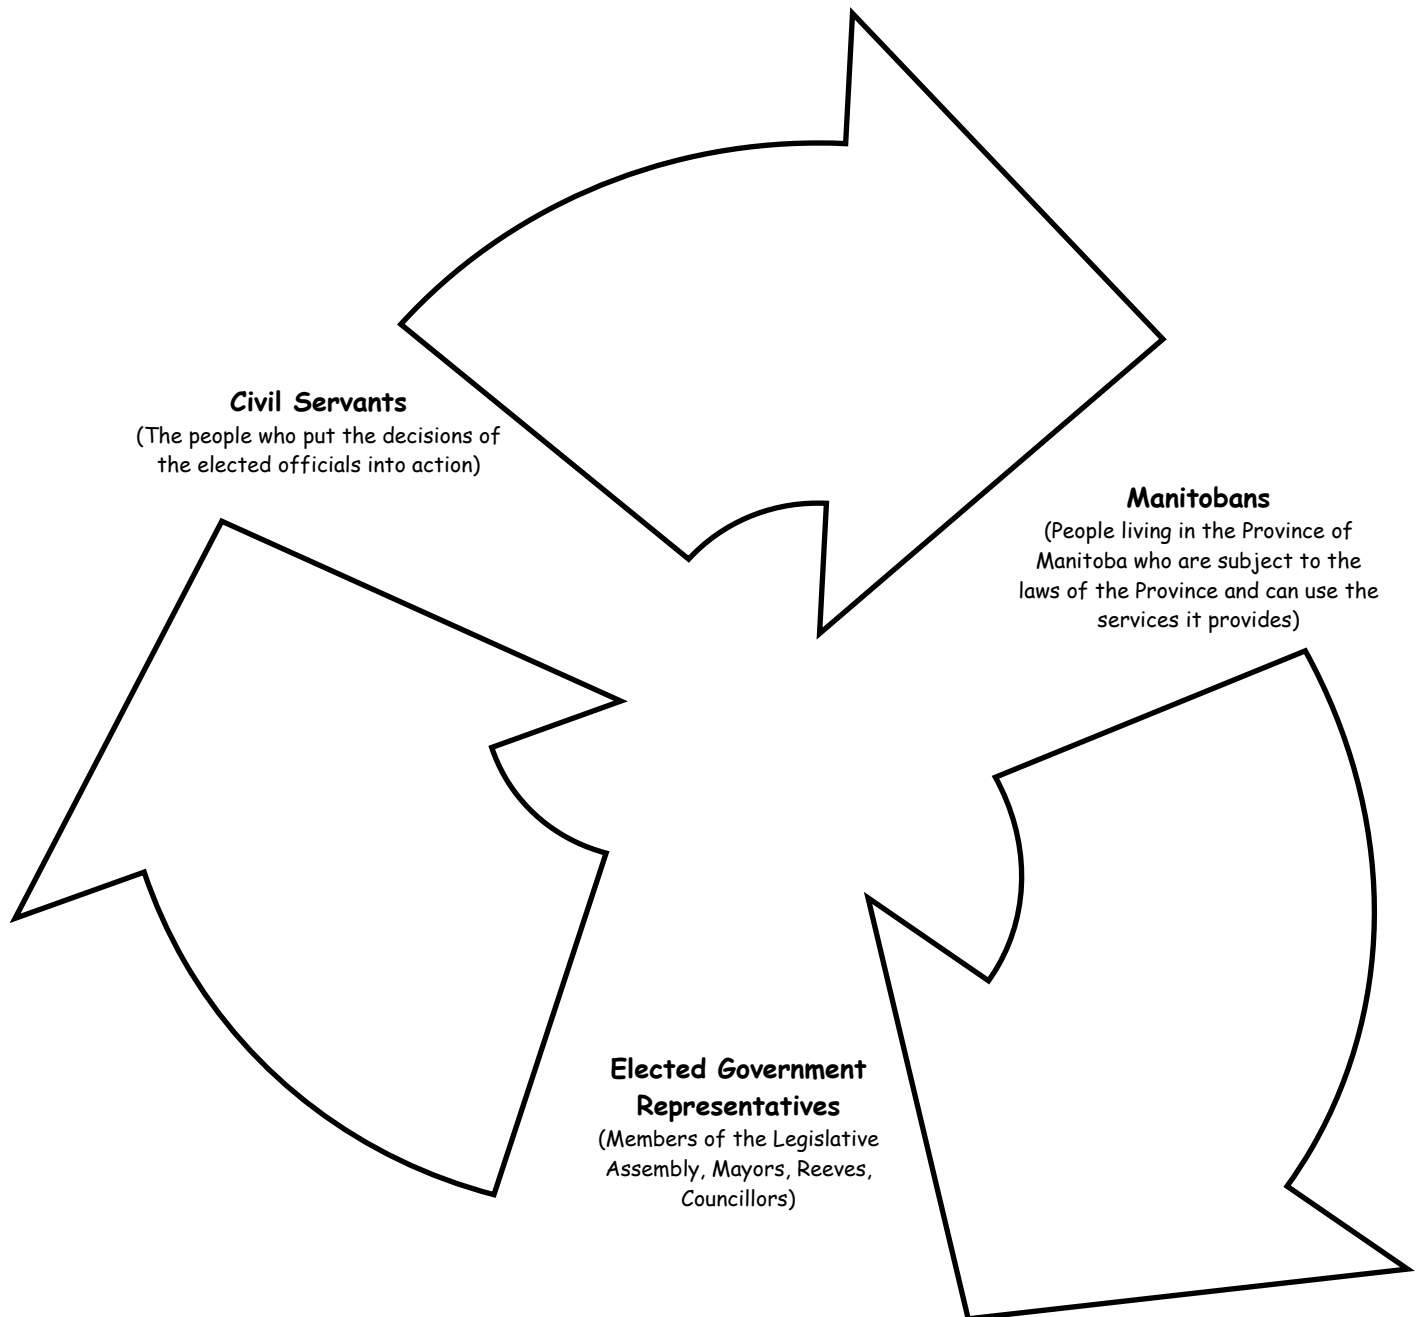 Civil Servants
(The people who put the decisions of
the elected officials into action)
Manitobans
(People living in the Province of
Manitoba who are subject to the
laws of the Province and can use the
services it provides)
Elected Government
Representatives
(Members of the Legislative
Assembly, Mayors, Reeves,
Councillors)